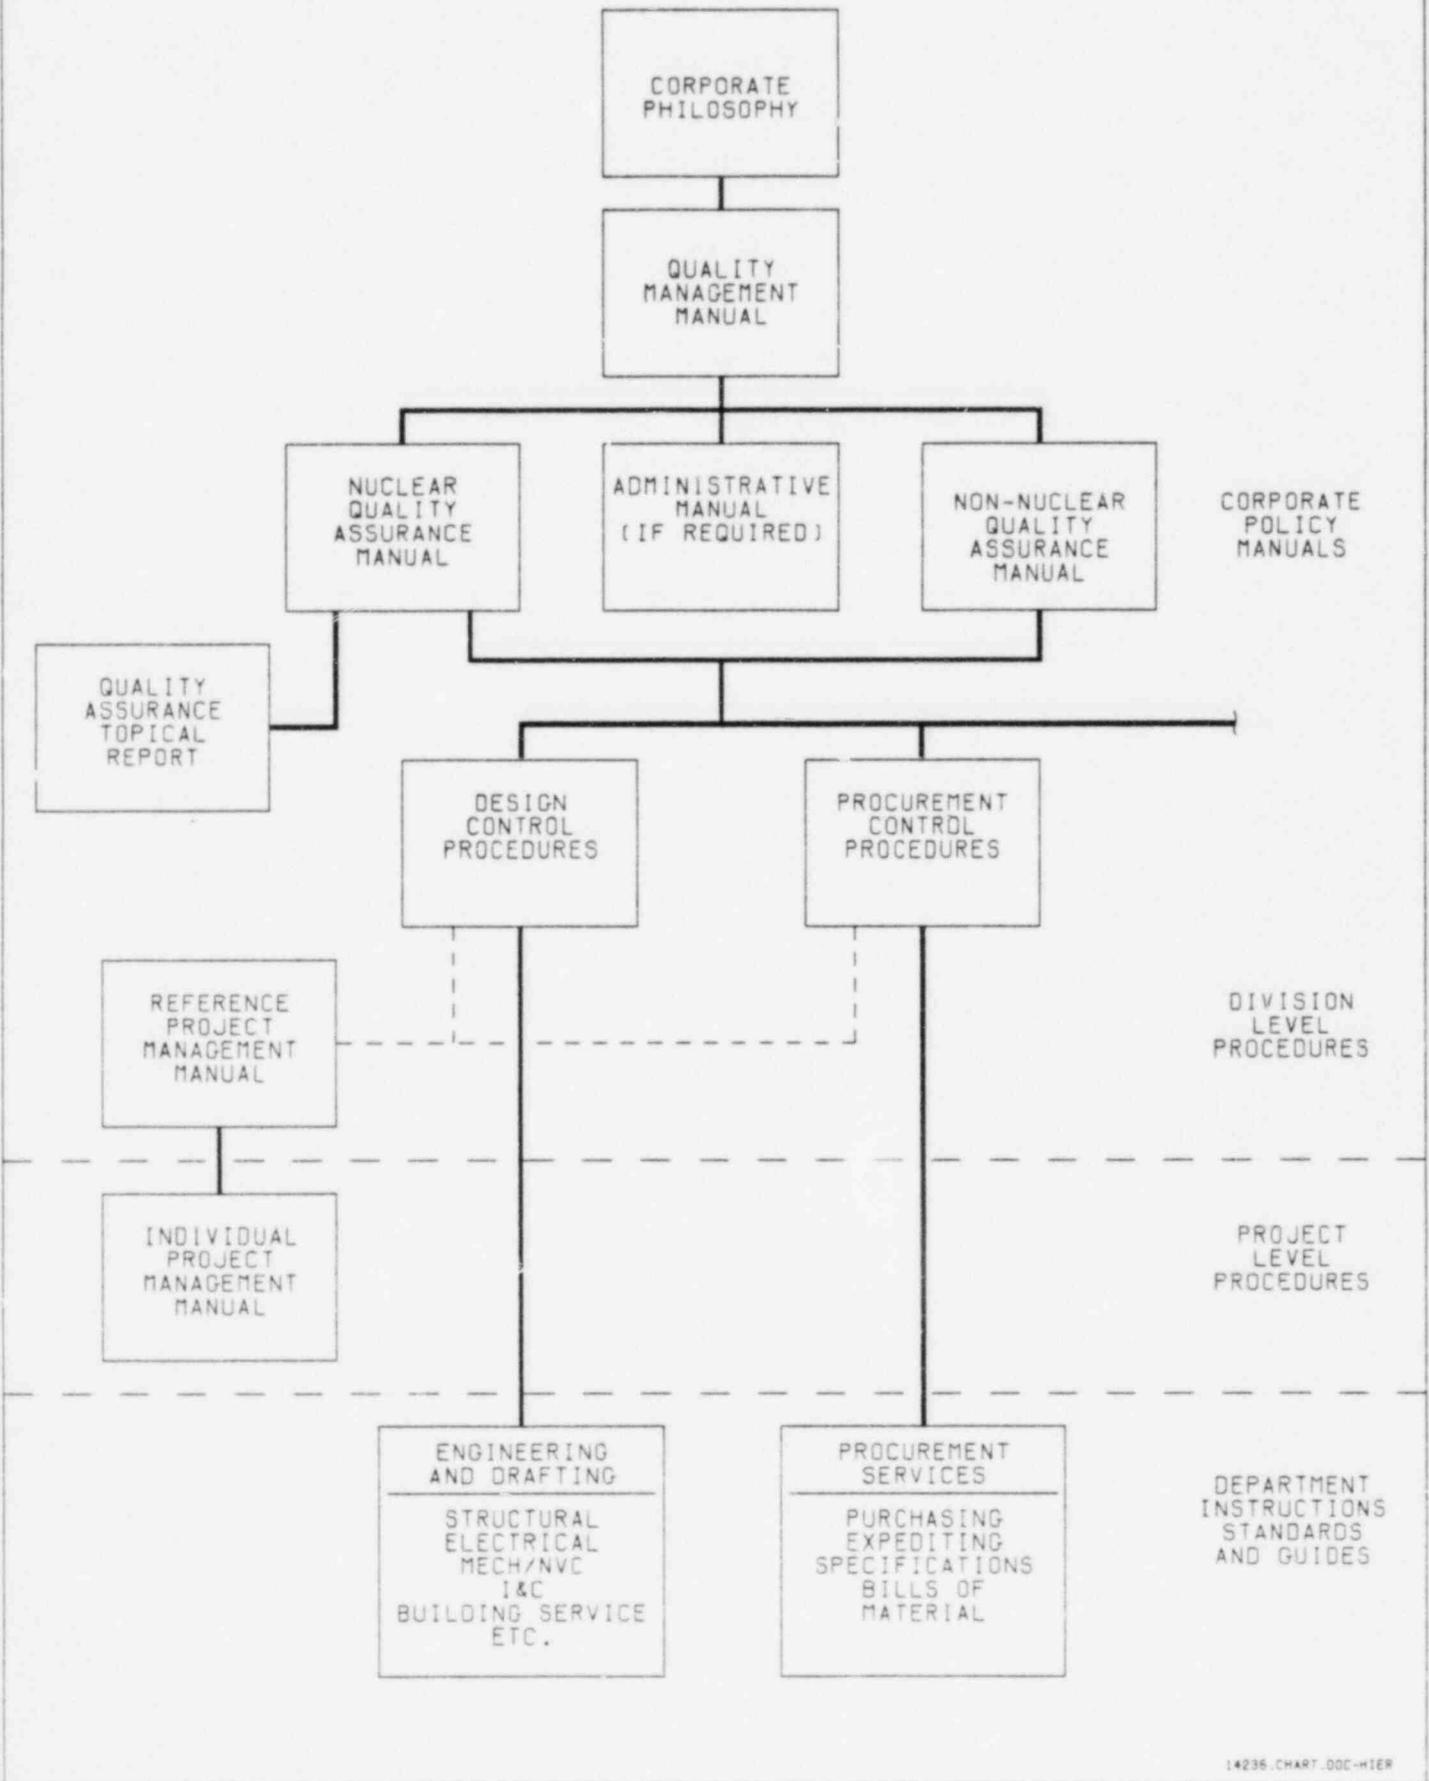 CORPORATE
PHILOSOPHY
QUALITY
MANAGEMENT
MANUAL
NUCLEAR
QUALITY
ASSURANCE
MANUAL
ADMINISTRATIVE
MANUAL
(IF REQUIRED)
NON-NUCLEAR
QUALITY
ASSURANCE
MANUAL
CORPORATE
POLICY
MANUALS
QUALITY
ASSURANCE
TOPICAL
REPORT
DESIGN
CONTROL
PROCEDURES
PROCUREMENT
CONTROL
PROCEDURES
REFERENCE
PROJECT
MANAGEMENT
MANUAL
DIVISION
LEVEL
PROCEDURES
INDIVIDUAL
PROJECT
MANAGEMENT
MANUAL
PROJECT
LEVEL
PROCEDURES
ENGINEERING
AND DRAFTING
STRUCTURAL
ELECTRICAL
MECH/NVC
I&C
BUILDING SERVICE
ETC.
PROCUREMENT
SERVICES
PURCHASING
EXPEDITING
SPECIFICATIONS
BILLS OF
MATERIAL
DEPARTMENT
INSTRUCTIONS
STANDARDS
AND GUIDES
14236.CHART.DOC-HIER